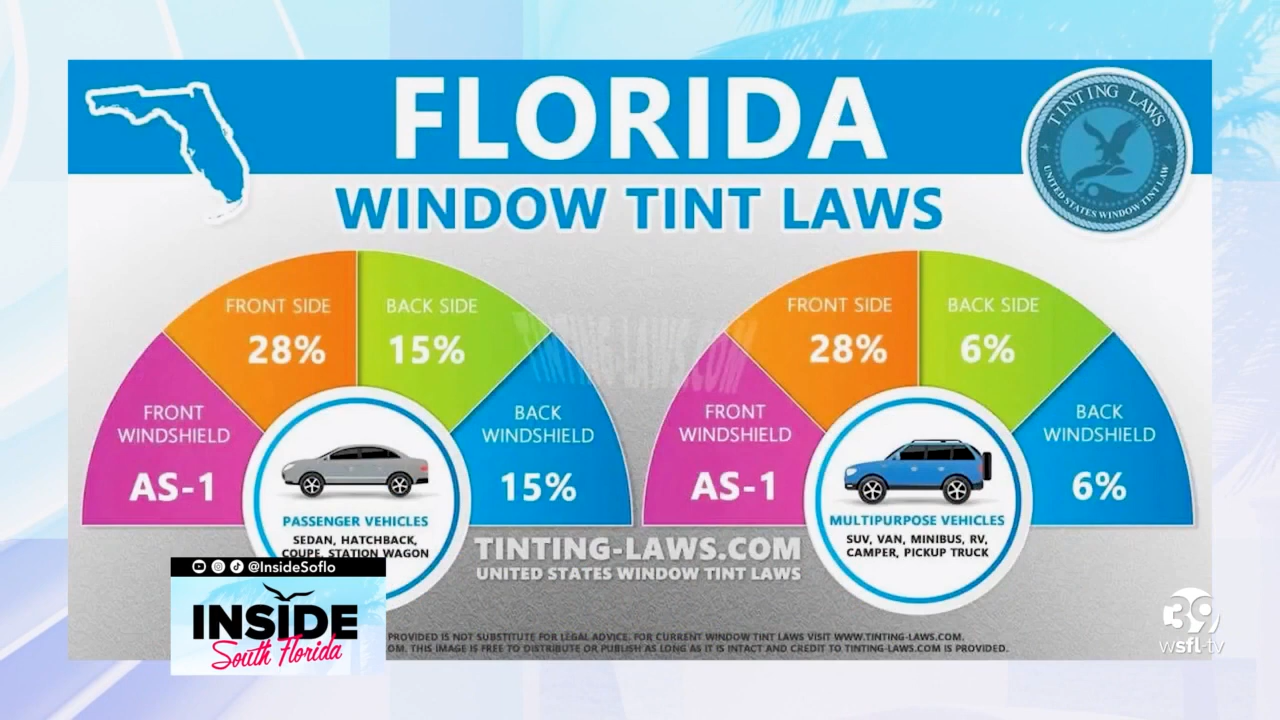 FLORIDA
WINDOW TINT LAWS
TINTING LAWS
UNITED STATES WINDOW TINT LAW
FRONT SIDE
28%
BACK SIDE
15%
FRONT
WINDSHIELD
AS-1
BACK
WINDSHIELD
15%
PASSENGER VEHICLES
SEDAN, HATCHBACK,
COUPE, STATION WAGON
TINTING-LAWS.COM
FRONT SIDE
28%
BACK SIDE
6%
FRONT
WINDSHIELD
AS-1
BACK
WINDSHIELD
6%
MULTIPURPOSE VEHICLES
SUV, VAN, MINIBUS, RV,
CAMPER, PICKUP TRUCK
TINTING-LAWS.COM
UNITED STATES WINDOW TINT LAWS
@InsideSoflo
INSIDE
South Florida
PROVIDED IS NOT SUBSTITUTE FOR LEGAL ADVICE. FOR CURRENT WINDOW TINT LAWS VISIT WWW.TINTING-LAWS.COM.
OM. THIS IMAGE IS FREE TO DISTRIBUTE OR PUBLISH AS LONG AS IT IS INTACT AND CREDIT TO TINTING-LAWS.COM IS PROVIDED.
39
wsfl-tv